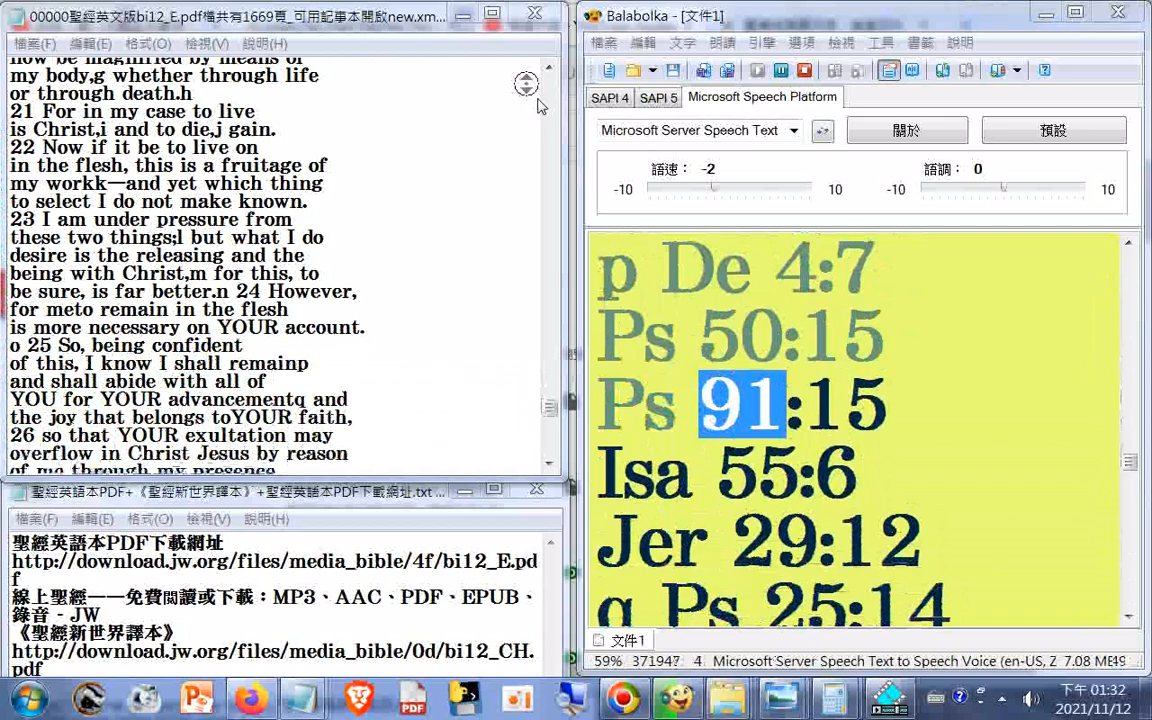 00000聖經英文版bi12_E.pdf檔共有1669頁_可用記事本開啟new.xm...
檔案(F) 編輯(E) 格式(O) 檢視(V) 說明(H)
now be magnified by means of
my body,g whether through life
or through death.h
21 For in my case to live
is Christ,i and to die,j gain.
22 Now if it be to live on
in the flesh, this is a fruitage of
my workk—and yet which thing
to select I do not make known.
23 I am under pressure from
these two things;l but what I do
desire is the releasing and the
being with Christ,m for this, to
be sure, is far better.n 24 However,
for meto remain in the flesh
is more necessary on YOUR account.
o 25 So, being confident
of this, I know I shall remainp
and shall abide with all of
YOU for YOUR advancementq and
the joy that belongs toYOUR faith,
26 so that YOUR exultation may
overflow in Christ Jesus by reason
of me through my presence
聖經英語本PDF+《聖經新世界譯本》+聖經英語本PDF下載網址.txt ...
檔案(F) 編輯(E) 格式(O) 檢視(V) 說明(H)
聖經英語本PDF下載網址
http://download.jw.org/files/media_bible/4f/bi12_E.pd
f
線上聖經——免費閱讀或下載：MP3、AAC、PDF、EPUB、
錄音 - JW
《聖經新世界譯本》
http://download.jw.org/files/media_bible/0d/bi12_CH.
pdf
Balabolka - [文件1]
檔案 編輯 文字 朗讀 引擎 選項 檢視 工具 書籤 說明
SAPI 4 SAPI 5 Microsoft Speech Platform
Microsoft Server Speech Text 關於 預設
語速： -2 語調： 0
-10 10 -10 10
p De 4:7
Ps 50:15
Ps 91:15
Isa 55:6
Jer 29:12
q Ps 25:14
文件1
59% 371947 4 Microsoft Server Speech Text to Speech Voice (en-US, Z 7.08 ME
下午 01:32
2021/11/12